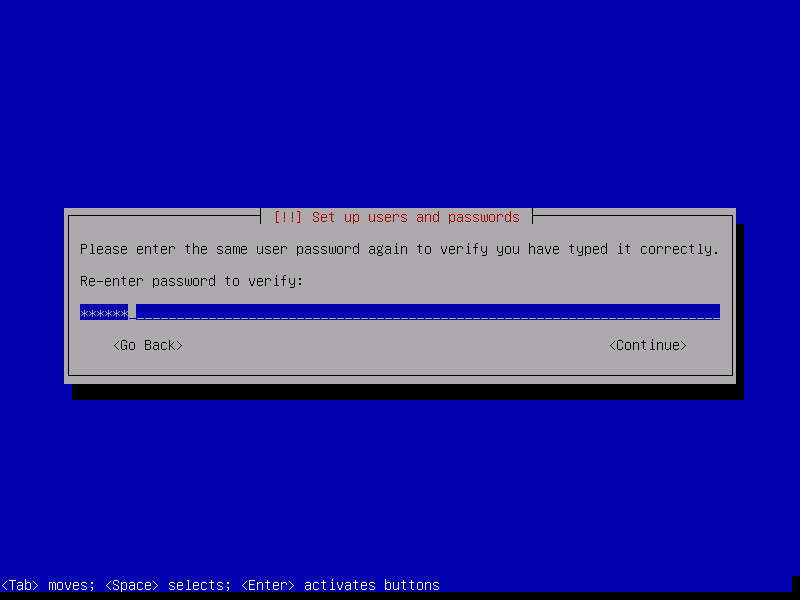 [!!] Set up users and passwords
Please enter the same user password again to verify you have typed it correctly.
Re-enter password to verify:
******
<Go Back> <Continue>
<Tab> moves; <Space> selects; <Enter> activates buttons